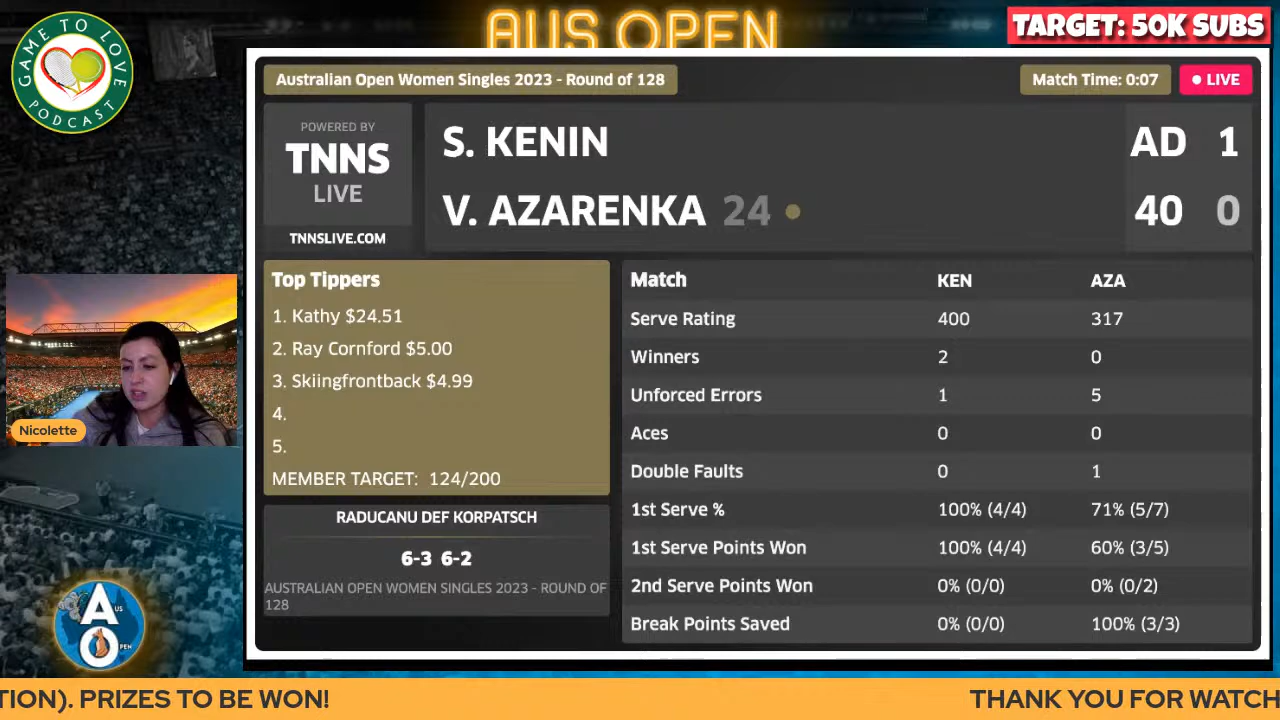 AUS OPEN
TARGET: 50K SUBS
GAME TO LOVE
PODCAST
Australian Open Women Singles 2023 - Round of 128
Match Time: 0:07
LIVE
POWERED BY
TNNS
LIVE
TNNSLIVE.COM
S. KENIN AD 1
V. AZARENKA 24 40 0
Top Tippers
1. Kathy $24.51
2. Ray Cornford $5.00
3. Skiingfrontback $4.99
4.
5.
MEMBER TARGET: 124/200
RADUCANU DEF KORPATSCH
6-3 6-2
AUSTRALIAN OPEN WOMEN SINGLES 2023 - ROUND OF
128
Match KEN AZA
Serve Rating 400 317
Winners 2 0
Unforced Errors 1 5
Aces 0 0
Double Faults 0 1
1st Serve % 100% (4/4) 71% (5/7)
1st Serve Points Won 100% (4/4) 60% (3/5)
2nd Serve Points Won 0% (0/0) 0% (0/2)
Break Points Saved 0% (0/0) 100% (3/3)
Nicolette
AUS
OPEN
TION). PRIZES TO BE WON!
THANK YOU FOR WATCH